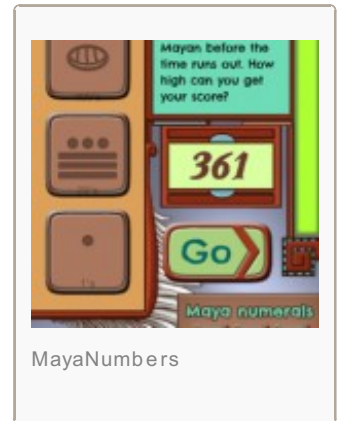 Mayan before the
time runs out. How
high can you get
your score?
361
Go
Maya numerals
MayaNumbers